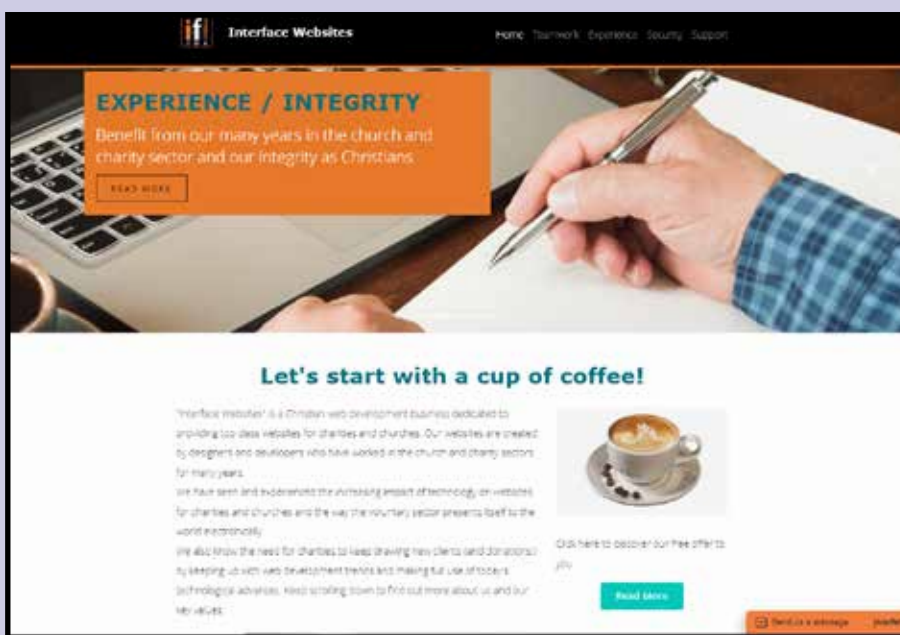 if
Interface Websites
Home Teamwork Experience Security Support
EXPERIENCE / INTEGRITY
Benefit from our many years in the church and
charity sector and our integrity as Christians
READ MORE
Let's start with a cup of coffee!
"Interface Websites" is a Christian web development business dedicated to
providing top class websites for charities and churches. Our websites are created
by designers and developers who have worked in the church and charity sectors
for many years.
We have seen and experienced the increasing impact of technology on websites
for charities and churches and the way the voluntary sector presents itself to the
world electronically.
We also know the need for charities to keep drawing new clients (and donations)
by keeping up with web development trends and making full use of today's
technological advances. Keep scrolling down to find out more about us and our
key values.
Click here to discover our free offer to
you
Read More
Send us a message